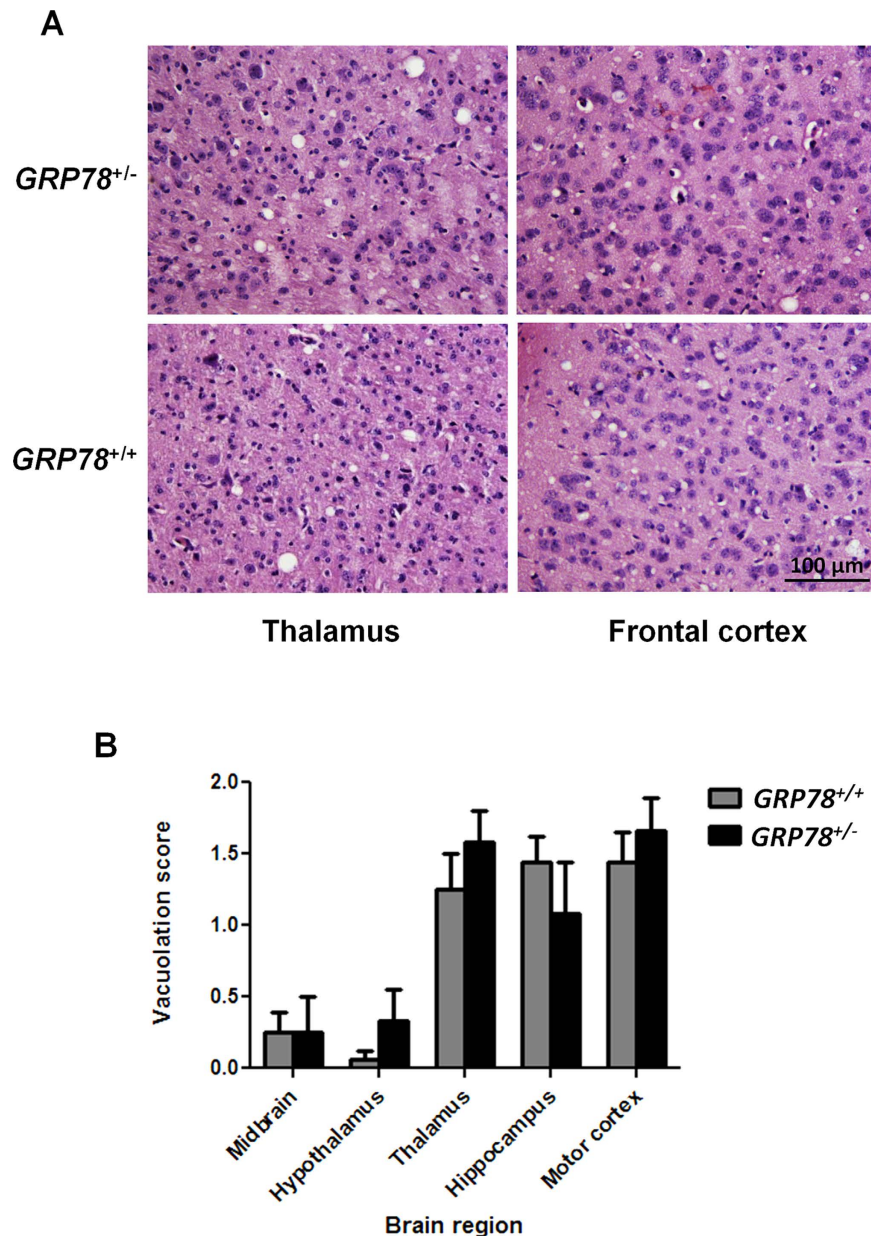 A
GRP78+/-
GRP78+/+
100 µm
Thalamus
Frontal cortex
B
2.0
1.5
1.0
0.5
0.0
Vacuolation score
GRP78+/+
GRP78+/-
Midbrain
Hypothalamus
Thalamus
Hippocampus
Motor cortex
Brain region